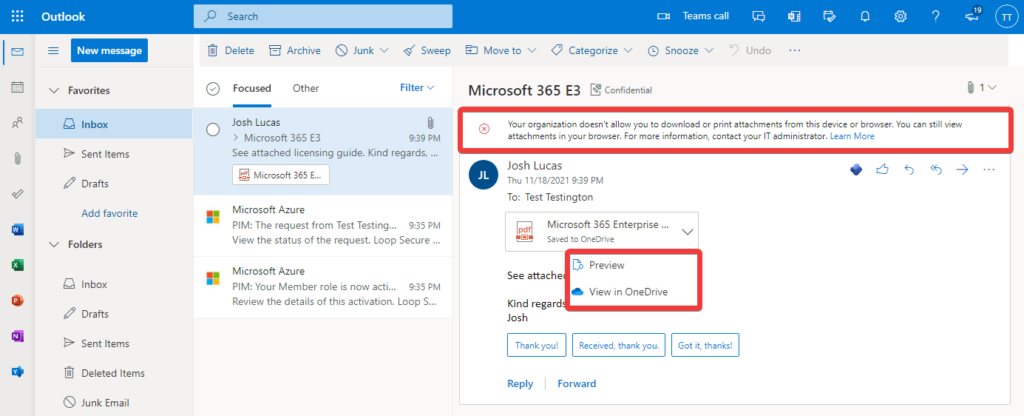 Outlook
Search
Teams call
19
TT
New message
Delete
Archive
Junk
Sweep
Move to
Categorize
Snooze
Undo
Favorites
Inbox
Sent Items
Drafts
Add favorite
Folders
Inbox
Drafts
Sent Items
Deleted Items
Junk Email
Focused
Other
Filter
Josh Lucas
Microsoft 365 E3
9:39 PM
See attached licensing guide. Kind regards, ...
Microsoft 365 E...
Microsoft Azure
PIM: The request from Test Testing...
9:35 PM
View the status of the request. Loop Secure ...
Microsoft Azure
PIM: Your Member role is now acti...
9:35 PM
Review the details of this activation. Loop S...
Microsoft 365 E3
Confidential
1
Your organization doesn't allow you to download or print attachments from this device or browser. You can still view
attachments in your browser. For more information, contact your IT administrator. Learn More
JL
Josh Lucas
Thu 11/18/2021 9:39 PM
To: Test Testington
pdf
Microsoft 365 Enterprise ...
Saved to OneDrive
Preview
View in OneDrive
See attached
Kind regards
Josh
Thank you!
Received, thank you.
Got it, thanks!
Reply
Forward